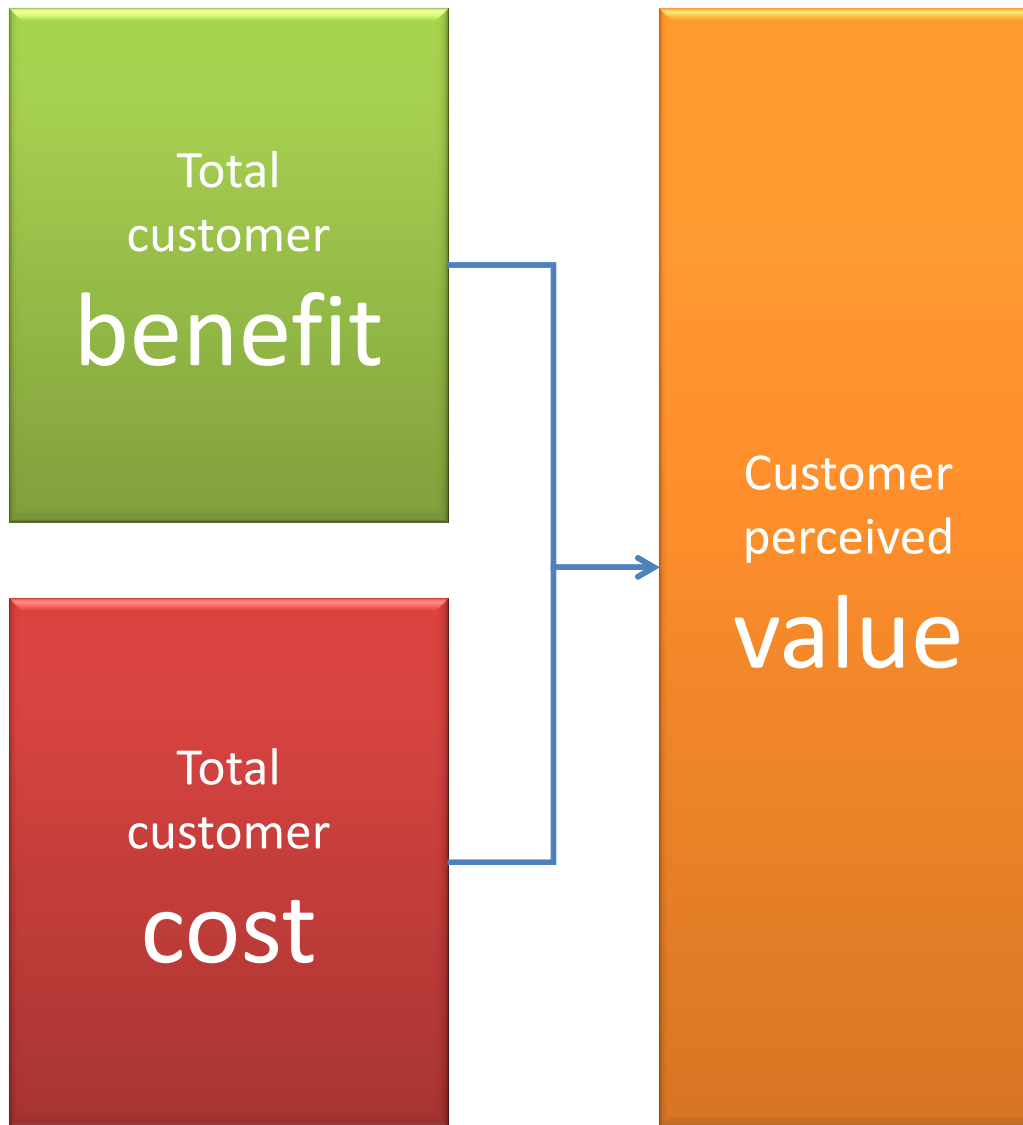 Total
customer
benefit
Total
customer
cost
Customer
perceived
value